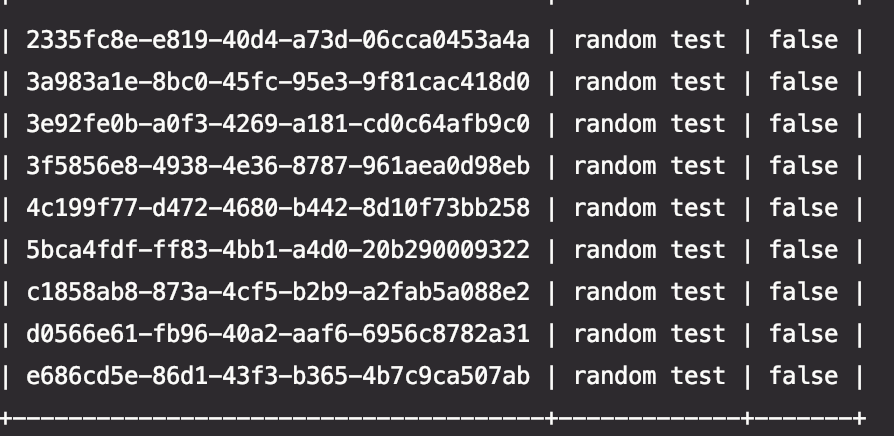 | 2335fc8e-e819-40d4-a73d-06cca0453a4a | random test | false |
| 3a983a1e-8bc0-45fc-95e3-9f81cac418d0 | random test | false |
| 3e92fe0b-a0f3-4269-a181-cd0c64afb9c0 | random test | false |
| 3f5856e8-4938-4e36-8787-961aea0d98eb | random test | false |
| 4c199f77-d472-4680-b442-8d10f73bb258 | random test | false |
| 5bca4fdf-ff83-4bb1-a4d0-20b290009322 | random test | false |
| c1858ab8-873a-4cf5-b2b9-a2fab5a088e2 | random test | false |
| d0566e61-fb96-40a2-aaf6-6956c8782a31 | random test | false |
| e686cd5e-86d1-43f3-b365-4b7c9ca507ab | random test | false |
+--------------------------------------+-------------+-------+